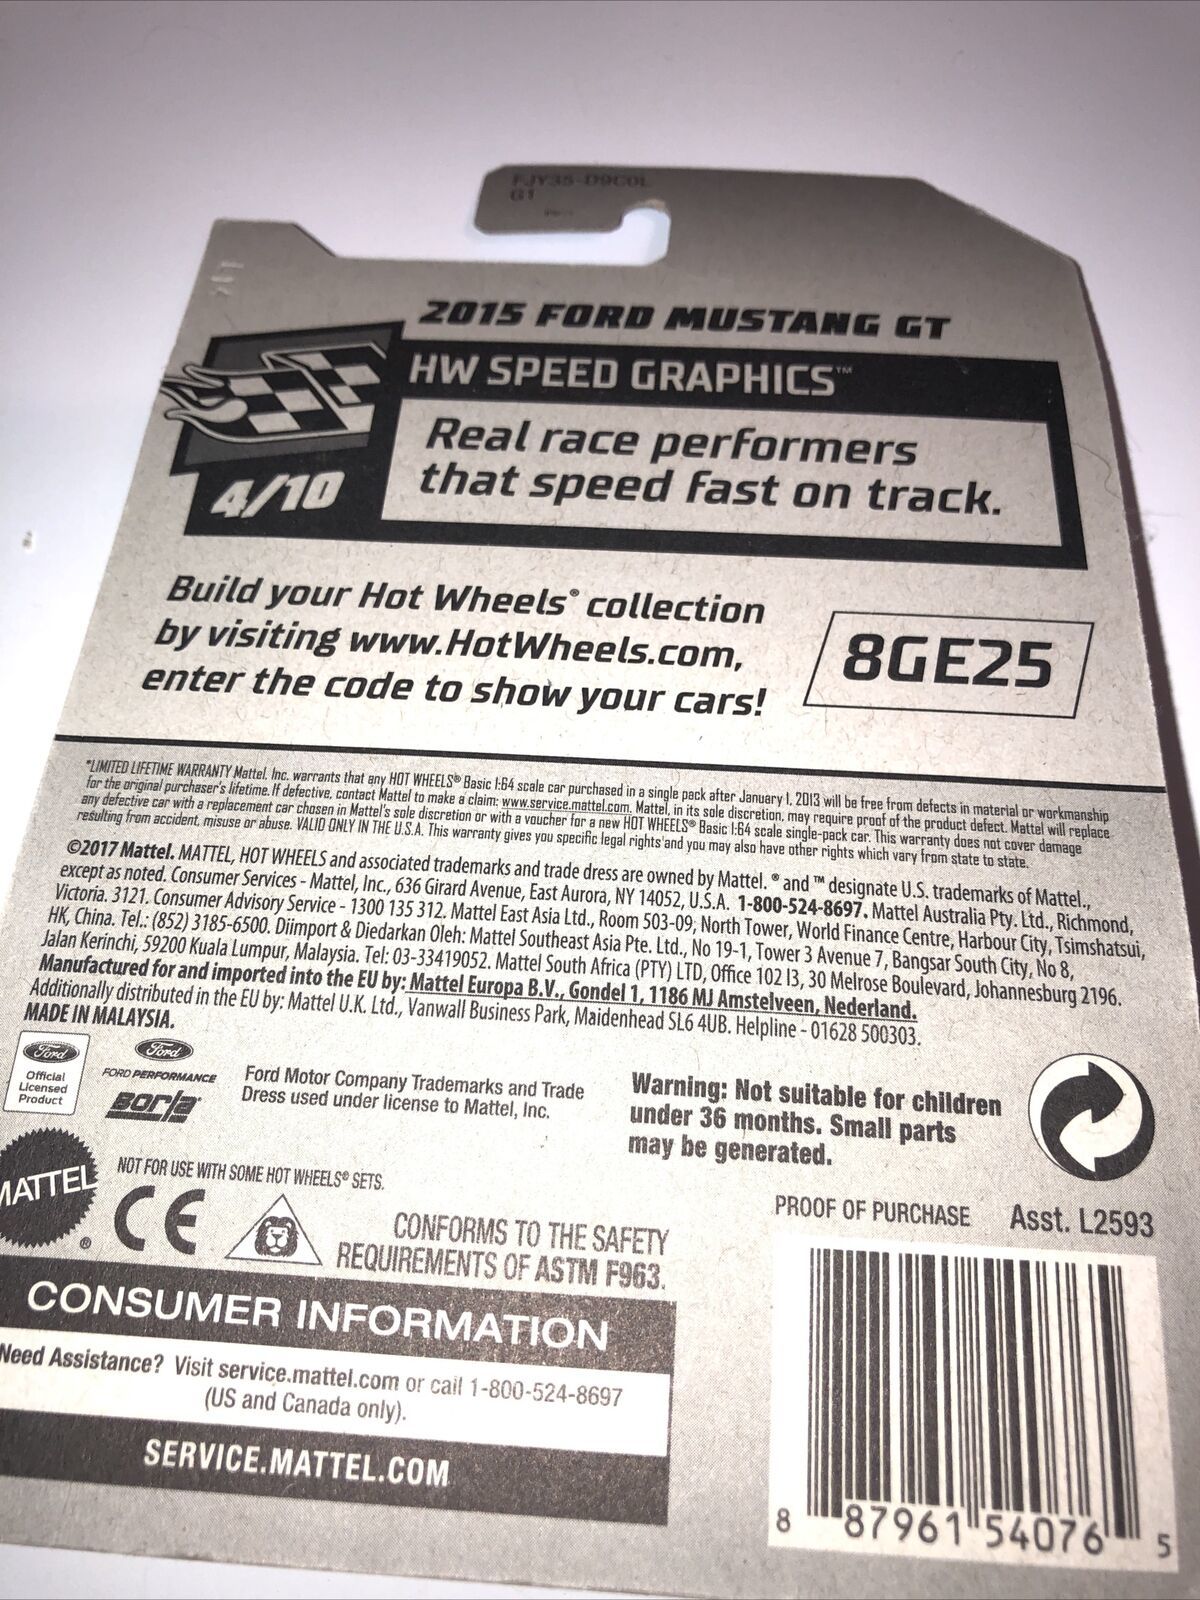 FJY35-D9C0L
G1
2015 FORD MUSTANG GT
HW SPEED GRAPHICS™
Real race performers
that speed fast on track.
4/10
Build your Hot Wheels® collection
by visiting www.HotWheels.com,
enter the code to show your cars!
8GE25
*LIMITED LIFETIME WARRANTY Mattel, Inc. warrants that any HOT WHEELS® Basic 1:64 scale car purchased in a single pack after January 1, 2013 will be free from defects in material or workmanship
for the original purchaser's lifetime. If defective, contact Mattel to make a claim: www.service.mattel.com. Mattel, in its sole discretion, may require proof of the product defect. Mattel will replace
any defective car with a replacement car chosen in Mattel's sole discretion or with a voucher for a new HOT WHEELS® Basic 1:64 scale single-pack car. This warranty does not cover damage
resulting from accident, misuse or abuse. VALID ONLY IN THE U.S.A. This warranty gives you specific legal rights and you may also have other rights which vary from state to state.
©2017 Mattel. MATTEL, HOT WHEELS and associated trademarks and trade dress are owned by Mattel. ® and ™ designate U.S. trademarks of Mattel.,
except as noted. Consumer Services - Mattel, Inc., 636 Girard Avenue, East Aurora, NY 14052, U.S.A. 1-800-524-8697. Mattel Australia Pty. Ltd., Richmond,
Victoria. 3121. Consumer Advisory Service - 1300 135 312. Mattel East Asia Ltd., Room 503-09, North Tower, World Finance Centre, Harbour City, Tsimshatsui,
HK, China. Tel.: (852) 3185-6500. Diimport & Diedarkan Oleh: Mattel Southeast Asia Pte. Ltd., No 19-1, Tower 3 Avenue 7, Bangsar South City, No 8,
Jalan Kerinchi, 59200 Kuala Lumpur, Malaysia. Tel: 03-33419052. Mattel South Africa (PTY) LTD, Office 102 I3, 30 Melrose Boulevard, Johannesburg 2196.
Manufactured for and imported into the EU by: Mattel Europa B.V., Gondel 1, 1186 MJ Amstelveen, Nederland.
Additionally distributed in the EU by: Mattel U.K. Ltd., Vanwall Business Park, Maidenhead SL6 4UB. Helpline - 01628 500303.
MADE IN MALAYSIA.
Ford
Official
Licensed
Product
Ford
FORD PERFORMANCE
Borla
Ford Motor Company Trademarks and Trade
Dress used under license to Mattel, Inc.
Warning: Not suitable for children
under 36 months. Small parts
may be generated.
MATTEL®
NOT FOR USE WITH SOME HOT WHEELS® SETS.
CE
CONFORMS TO THE SAFETY
REQUIREMENTS OF ASTM F963.
PROOF OF PURCHASE Asst. L2593
CONSUMER INFORMATION
Need Assistance? Visit service.mattel.com or call 1-800-524-8697
(US and Canada only).
SERVICE.MATTEL.COM
8 87961 54076 5